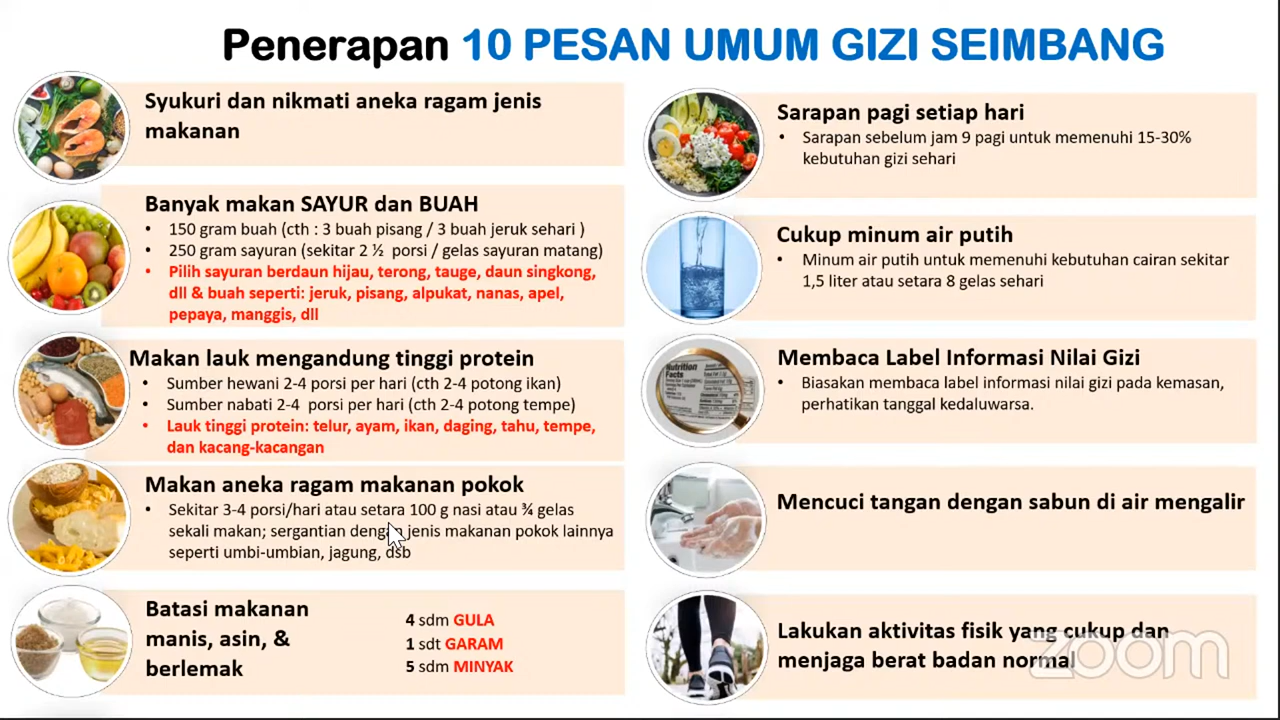 Penerapan 10 PESAN UMUM GIZI SEIMBANG
Syukuri dan nikmati aneka ragam jenis
makanan
Banyak makan SAYUR dan BUAH
• 150 gram buah (cth : 3 buah pisang / 3 buah jeruk sehari )
• 250 gram sayuran (sekitar 2 ½ porsi / gelas sayuran matang)
• Pilih sayuran berdaun hijau, terong, tauge, daun singkong,
dll & buah seperti: jeruk, pisang, alpukat, nanas, apel,
pepaya, manggis, dll
Makan lauk mengandung tinggi protein
• Sumber hewani 2-4 porsi per hari (cth 2-4 potong ikan)
• Sumber nabati 2-4 porsi per hari (cth 2-4 potong tempe)
• Lauk tinggi protein: telur, ayam, ikan, daging, tahu, tempe,
dan kacang-kacangan
Makan aneka ragam makanan pokok
• Sekitar 3-4 porsi/hari atau setara 100 g nasi atau ¾ gelas
sekali makan; sergantian dengan jenis makanan pokok lainnya
seperti umbi-umbian, jagung, dsb
Batasi makanan
manis, asin, &
berlemak
4 sdm GULA
1 sdt GARAM
5 sdm MINYAK
Sarapan pagi setiap hari
• Sarapan sebelum jam 9 pagi untuk memenuhi 15-30%
kebutuhan gizi sehari
Cukup minum air putih
• Minum air putih untuk memenuhi kebutuhan cairan sekitar
1,5 liter atau setara 8 gelas sehari
Nutrition
Facts
Membaca Label Informasi Nilai Gizi
• Biasakan membaca label informasi nilai gizi pada kemasan,
perhatikan tanggal kedaluwarsa.
Mencuci tangan dengan sabun di air mengalir
Lakukan aktivitas fisik yang cukup dan
menjaga berat badan normal
zoom